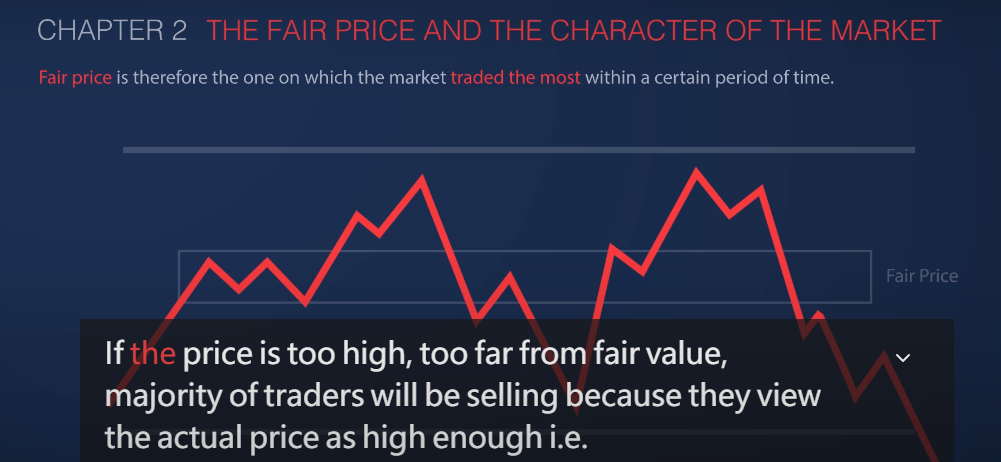 CHAPTER 2 THE FAIR PRICE AND THE CHARACTER OF THE MARKET
Fair price is therefore the one on which the market traded the most within a certain period of time.
Fair Price
If the price is too high, too far from fair value,
majority of traders will be selling because they view
the actual price as high enough i.e.